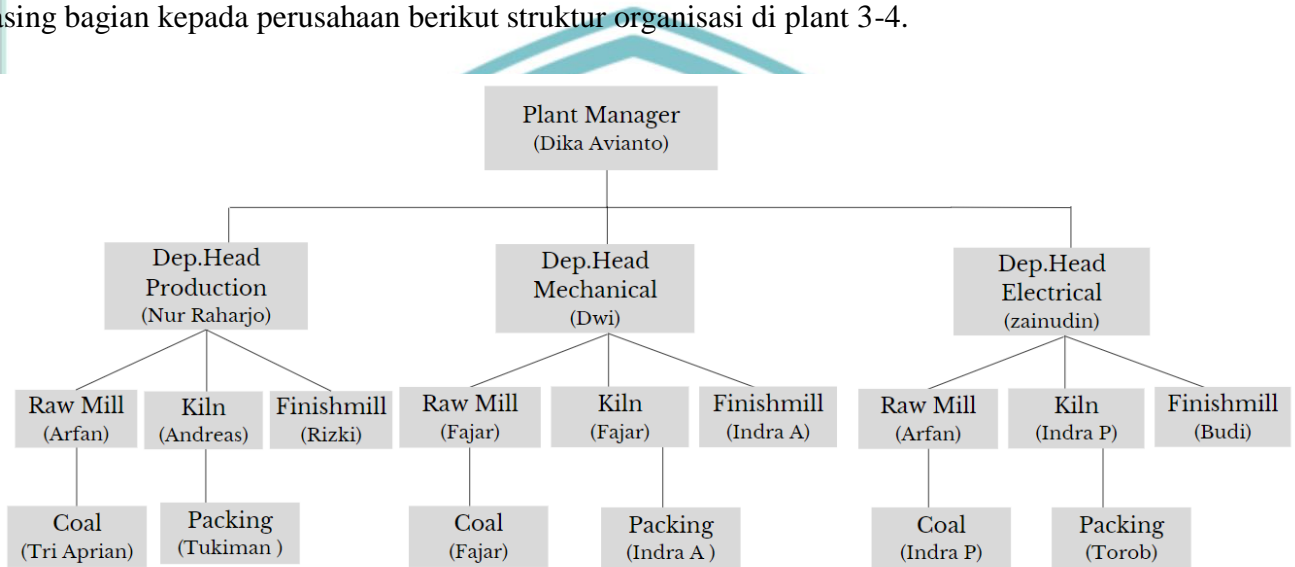 asing bagian kepada perusahaan berikut struktur organisasi di plant 3-4.
Plant Manager
(Dika Avianto)
Dep.Head
Production
(Nur Raharjo)
Dep.Head
Mechanical
(Dwi)
Dep.Head
Electrical
(zainudin)
Raw Mill
(Arfan)
Kiln
(Andreas)
Finishmill
(Rizki)
Raw Mill
(Fajar)
Kiln
(Fajar)
Finishmill
(Indra A)
Raw Mill
(Arfan)
Kiln
(Indra P)
Finishmill
(Budi)
Coal
(Tri Aprian)
Packing
(Tukiman )
Coal
(Fajar)
Packing
(Indra A )
Coal
(Indra P)
Packing
(Torob)